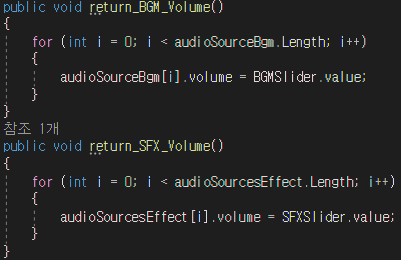 public void return_BGM_Volume()
{
for (int i = 0; i < audioSourceBgm.Length; i++)
{
audioSourceBgm[i].volume = BGMSlider.value;
}
}
참조 1개
public void return_SFX_Volume()
{
for (int i = 0; i < audioSourcesEffect.Length; i++)
{
audioSourcesEffect[i].volume = SFXSlider.value;
}
}